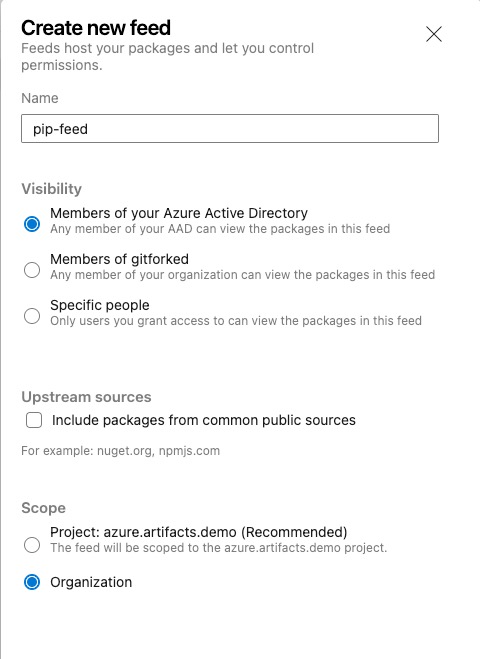 Create new feed
Feeds host your packages and let you control
permissions.
Name
pip-feed
Visibility
Members of your Azure Active Directory
Any member of your AAD can view the packages in this feed
Members of gitforked
Any member of your organization can view the packages in this feed
Specific people
Only users you grant access to can view the packages in this feed
Upstream sources
Include packages from common public sources
For example: nuget.org, npmjs.com
Scope
Project: azure.artifacts.demo (Recommended)
The feed will be scoped to the azure.artifacts.demo project.
Organization